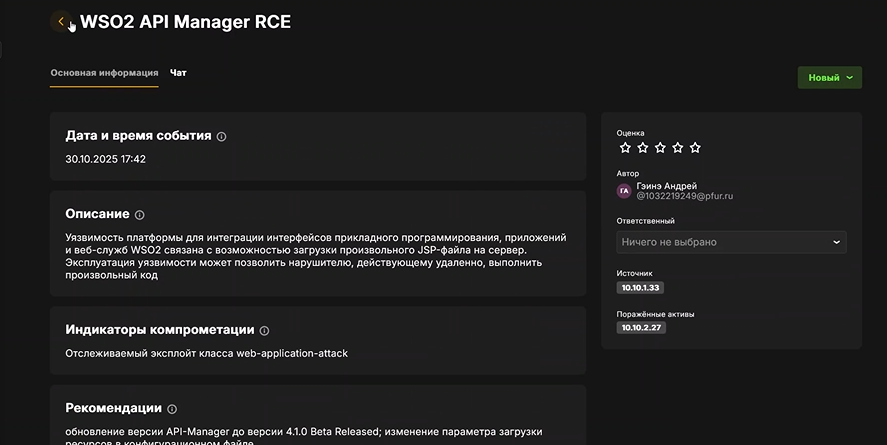 WSO2 API Manager RCE
Основная информация
Чат
Новый
Дата и время события
30.10.2025 17:42
Описание
Уязвимость платформы для интеграции интерфейсов прикладного программирования, приложений
и веб-служб WSO2 связана с возможностью загрузки произвольного JSP-файла на сервер.
Эксплуатация уязвимости может позволить нарушителю, действующему удаленно, выполнить
произвольный код
Индикаторы компрометации
Отслеживаемый эксплойт класса web-application-attack
Рекомендации
обновление версии API-Manager до версии 4.1.0 Beta Released; изменение параметра загрузки
ресурсов в конфигурационном файле
Оценка
Автор
ГА
Гэинэ Андрей
@1032219249@pfur.ru
Ответственный
Ничего не выбрано
Источник
10.10.1.33
Поражённые активы
10.10.2.27